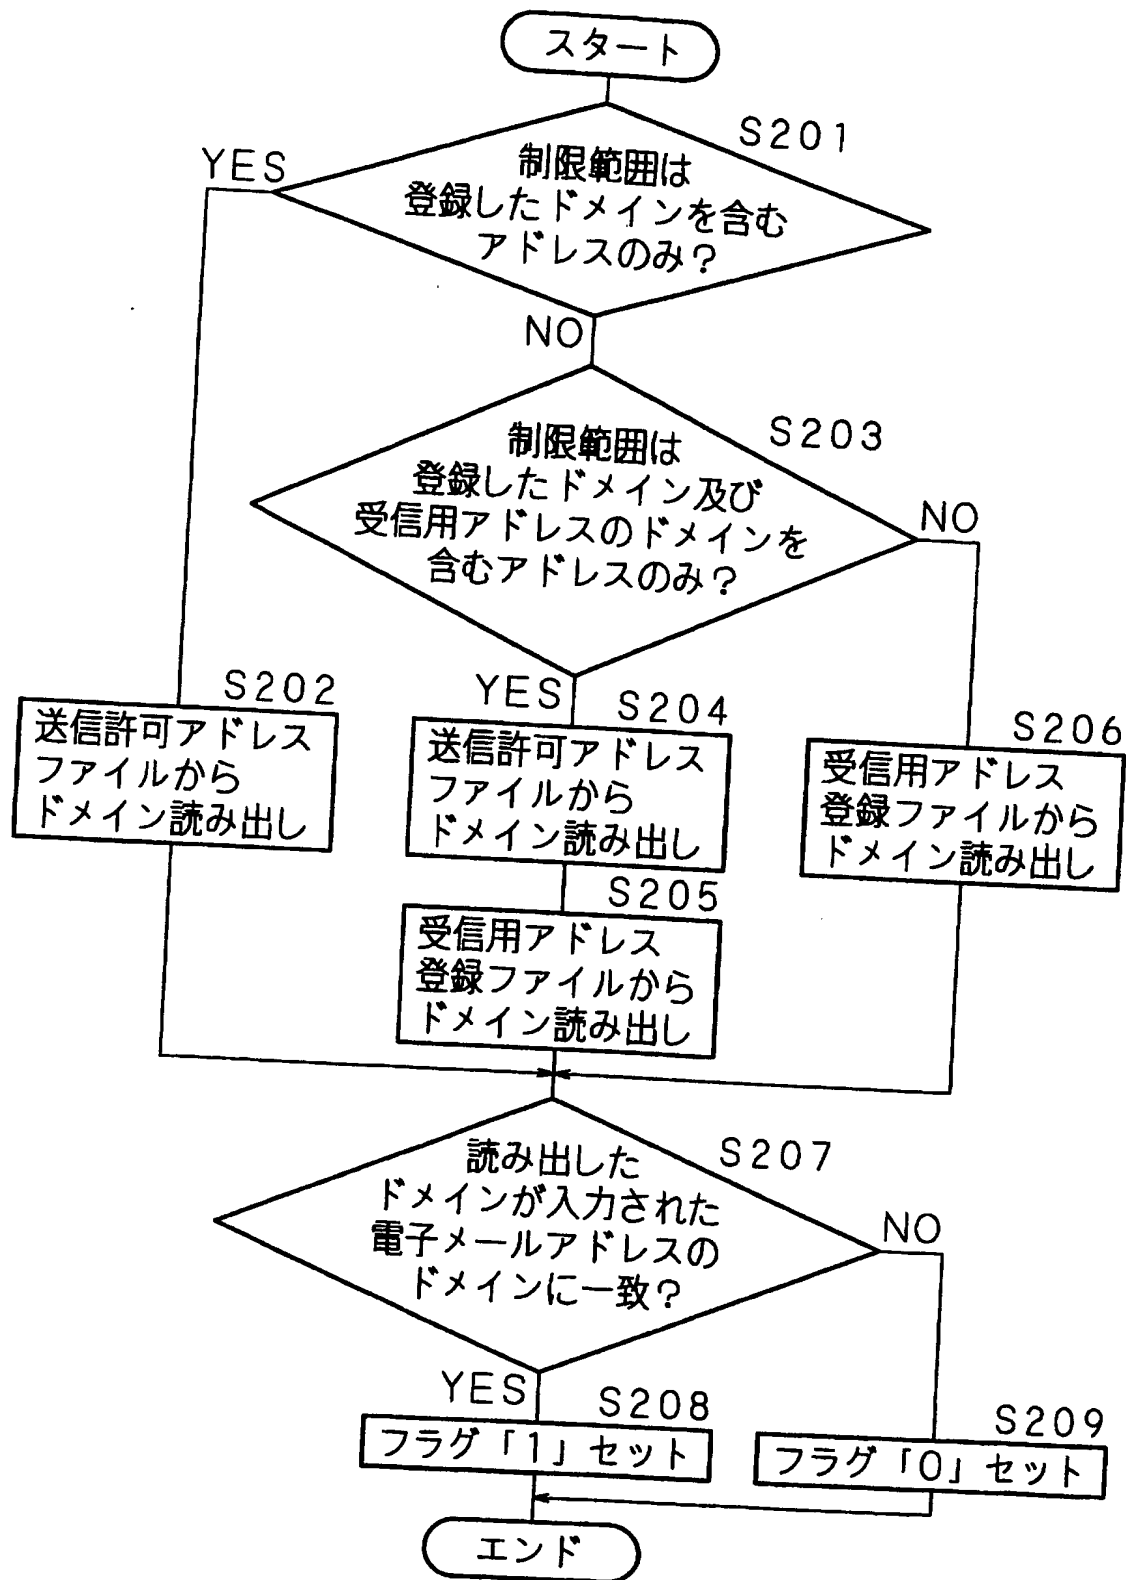 スタート
S201
YES
制限範囲は
登録したドメインを含む
アドレスのみ？
NO
S203
制限範囲は
登録したドメイン及び
受信用アドレスのドメインを
含むアドレスのみ？
NO
YES
S202
送信許可アドレス
ファイルから
ドメイン読み出し
S204
送信許可アドレス
ファイルから
ドメイン読み出し
S206
受信用アドレス
登録ファイルから
ドメイン読み出し
S205
受信用アドレス
登録ファイルから
ドメイン読み出し
S207
読み出した
ドメインが入力された
電子メールアドレスの
ドメインに一致？
NO
YES
S208
フラグ「1」セット
S209
フラグ「0」セット
エンド